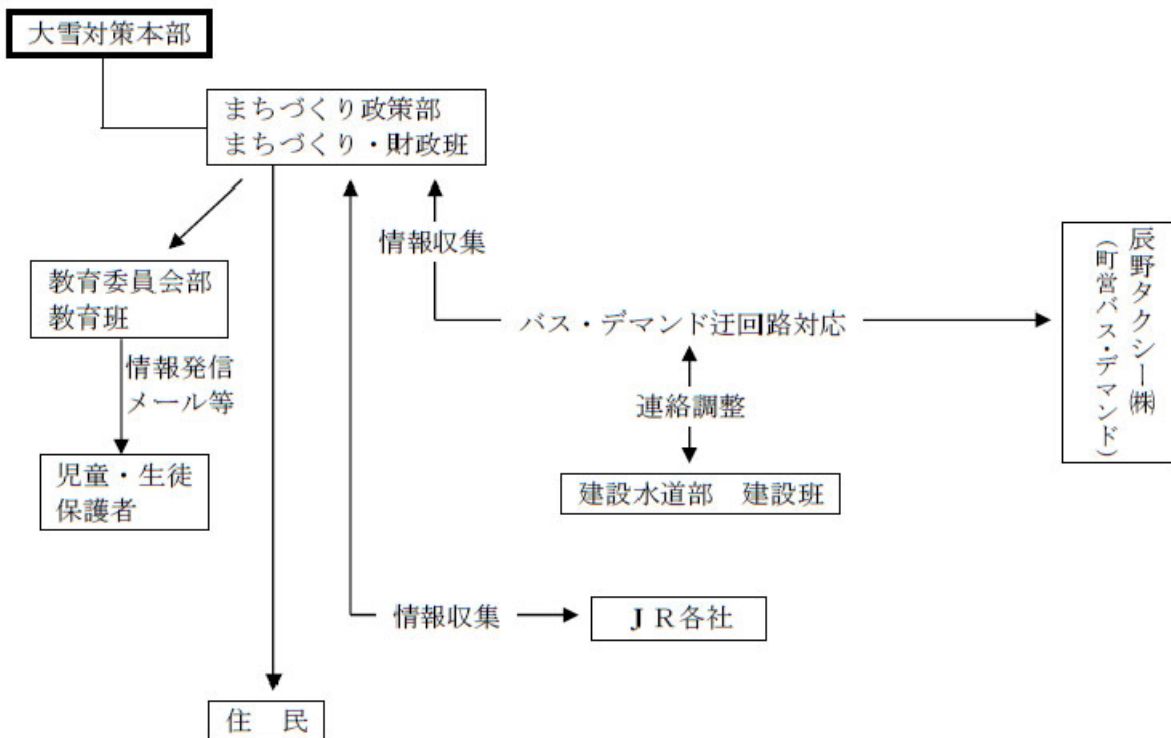 大雪対策本部
まちづくり政策部
まちづくり・財政班
情報収集
教育委員会部
教育班
バス・デマンド迂回路対応
辰野タクシー㈱
（町営バス・デマンド）
情報発信
メール等
連絡調整
児童・生徒
保護者
建設水道部　建設班
情報収集
ＪＲ各社
住　民